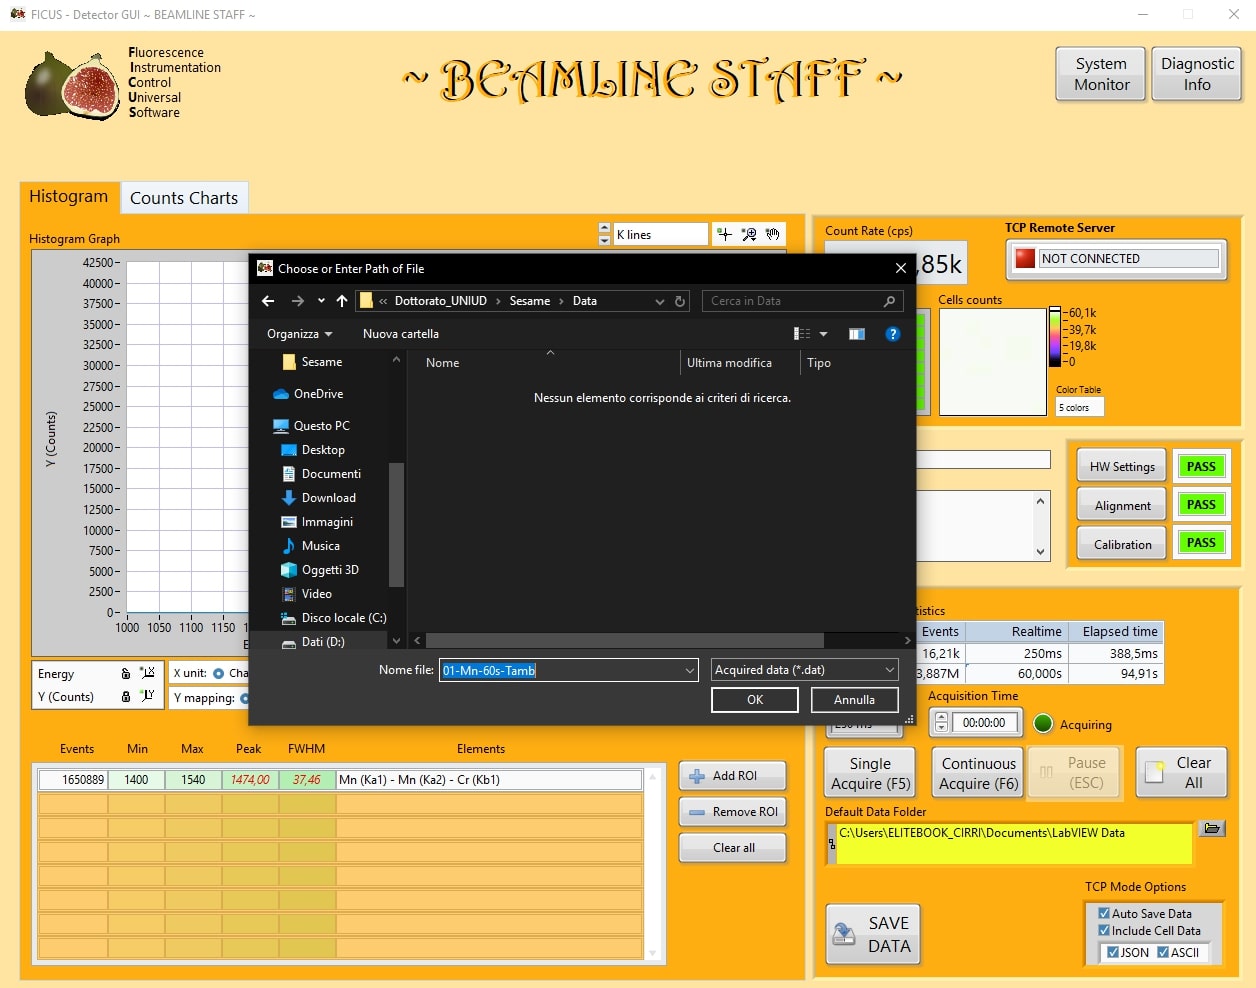 FICUS - Detector GUI ~ BEAMLINE STAFF ~
Fluorescence
Instrumentation
Control
Universal
Software
~ BEAMLINE STAFF ~
System
Monitor
Diagnostic
Info
Histogram
Counts Charts
Histogram Graph
K lines
42500
40000
37500
35000
32500
30000
27500
25000
22500
20000
17500
15000
12500
10000
7500
5000
2500
0
Y (Counts)
1000 1050 1100 1150
Energy
Y (Counts)
X unit:
Y mapping:
Choose or Enter Path of File
« Dottorato_UNIUD › Sesame › Data
Cerca in Data
Organizza
Nuova cartella
Sesame
OneDrive
Questo PC
Desktop
Documenti
Download
Immagini
Musica
Oggetti 3D
Video
Disco locale (C:)
Dati (D:)
Nome Ultima modifica Tipo
Nessun elemento corrisponde ai criteri di ricerca.
Nome file: 01-Mn-60s-Tamb
Acquired data (*.dat)
OK
Annulla
Count Rate (cps)
,85k
TCP Remote Server
NOT CONNECTED
Cells counts
60,1k
39,7k
19,8k
0
Color Table
5 colors
HW Settings PASS
Alignment PASS
Calibration PASS
Events Realtime Elapsed time
16,21k 250ms 388,5ms
3,887M 60,000s 94,91s
Acquisition Time
00:00:00
Acquiring
Single
Acquire (F5)
Continuous
Acquire (F6)
Pause
(ESC)
Clear
All
Default Data Folder
C:\Users\ELITEBOOK_CIRRI\Documents\LabVIEW Data
SAVE
DATA
TCP Mode Options
Auto Save Data
Include Cell Data
JSON ASCII
Events Min Max Peak FWHM Elements
1650889 1400 1540 1474,00 37,46 Mn (Ka1) - Mn (Ka2) - Cr (Kb1)
Add ROI
Remove ROI
Clear all